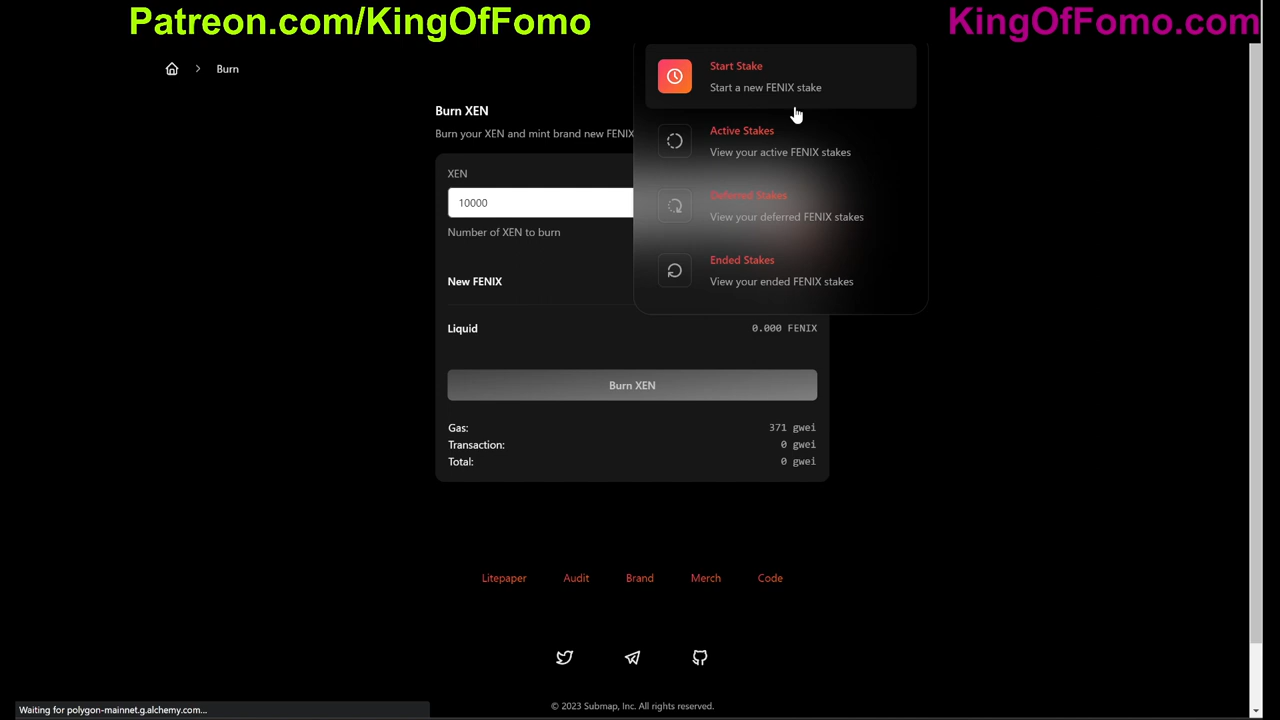 Patreon.com/KingOfFomo
KingOfFomo.com
Burn
Burn XEN
Burn your XEN and mint brand new FENIX
XEN
10000
Number of XEN to burn
New FENIX
Liquid
0.000 FENIX
Burn XEN
Gas:
371 gwei
Transaction:
0 gwei
Total:
0 gwei
Start Stake
Start a new FENIX stake
Active Stakes
View your active FENIX stakes
Deferred Stakes
View your deferred FENIX stakes
Ended Stakes
View your ended FENIX stakes
Litepaper
Audit
Brand
Merch
Code
© 2023 Submap, Inc. All rights reserved.
Waiting for polygon-mainnet.g.alchemy.com...